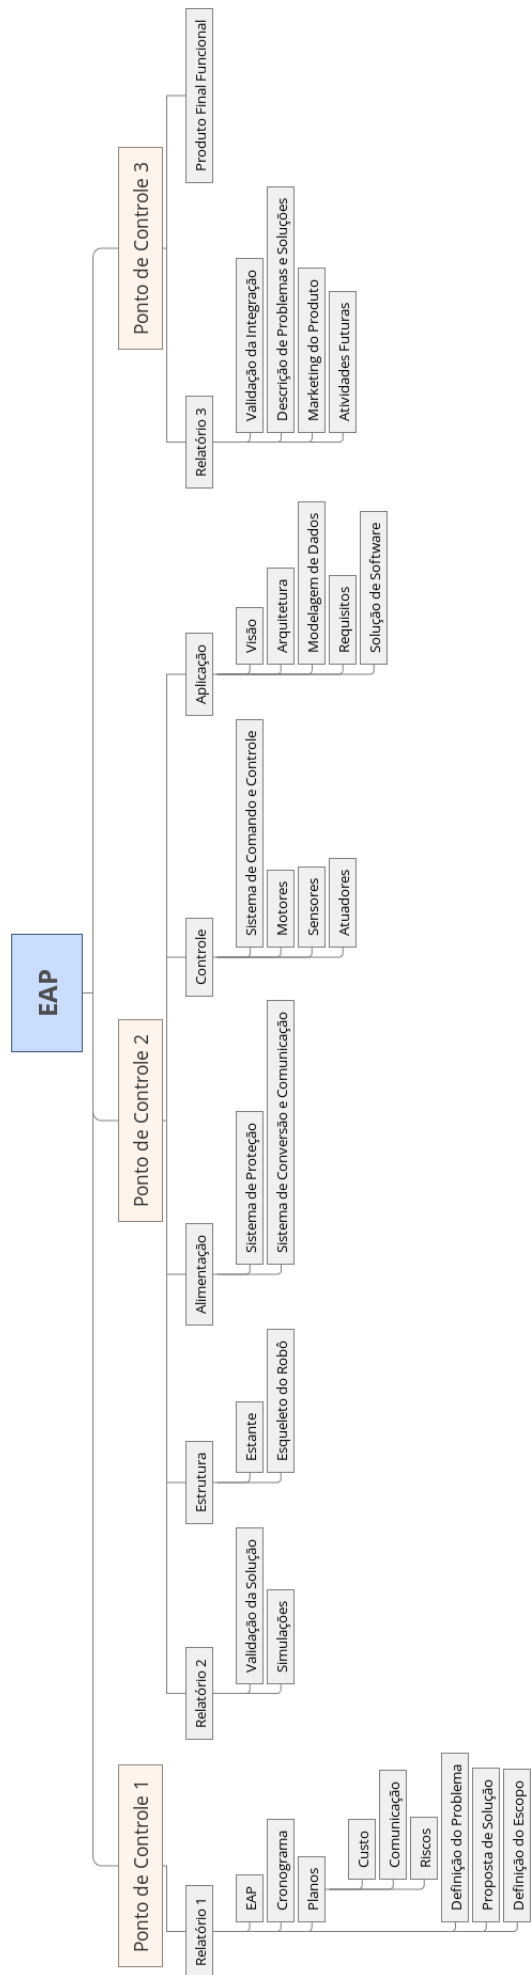 EAP
Ponto de Controle 1
Relatório 1
EAP
Cronograma
Planos
Custo
Comunicação
Riscos
Definição do Problema
Proposta de Solução
Definição do Escopo
Ponto de Controle 2
Relatório 2
Validação da Solução
Simulações
Estrutura
Estante
Esqueleto do Robô
Alimentação
Sistema de Proteção
Sistema de Conversão e Comunicação
Controle
Sistema de Comando e Controle
Motores
Sensores
Atuadores
Aplicação
Visão
Arquitetura
Modelagem de Dados
Requisitos
Solução de Software
Ponto de Controle 3
Relatório 3
Validação da Integração
Descrição de Problemas e Soluções
Marketing do Produto
Atividades Futuras
Produto Final Funcional